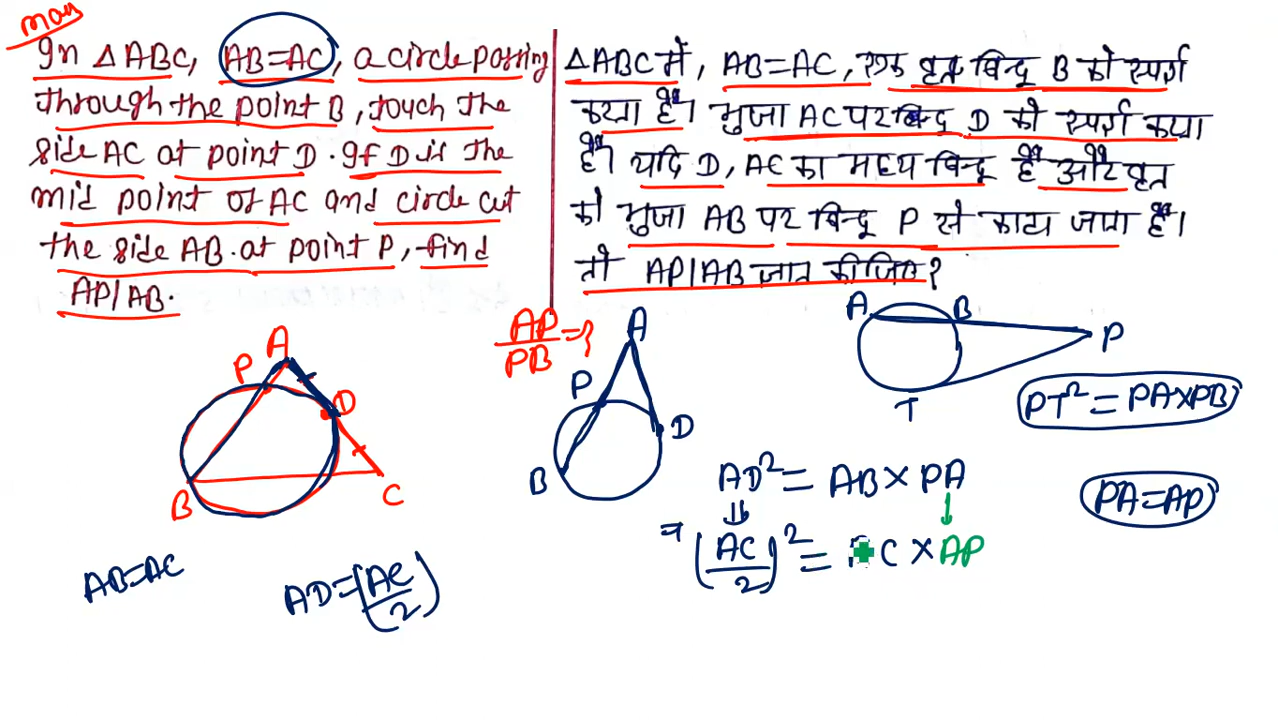 may
In △ABC, AB=AC, a circle passing
through the point B, touch the
side AC at point D. If D is the
mid point of AC and circle cut
the side AB. at point P, find
AP/AB.
△ABC में, AB=AC, एक वृत्त बिन्दू B को स्पर्श
करता है। भुजा AC पर बिन्दू D को स्पर्श करता
है। यदि D, AC का मध्य बिन्दू है और वृत्त
को भुजा AB पर बिन्दू P से काटा जाता है।
तो AP/AB ज्ञात कीजिए?
A
P
D
B
C
AB=AC
AD=(AC/2)
AP/PB=?
A
P
D
B
A B
P
T
PT²=PA×PB
AD²=AB×PA
PA=AP
(AC/2)²= C×AP